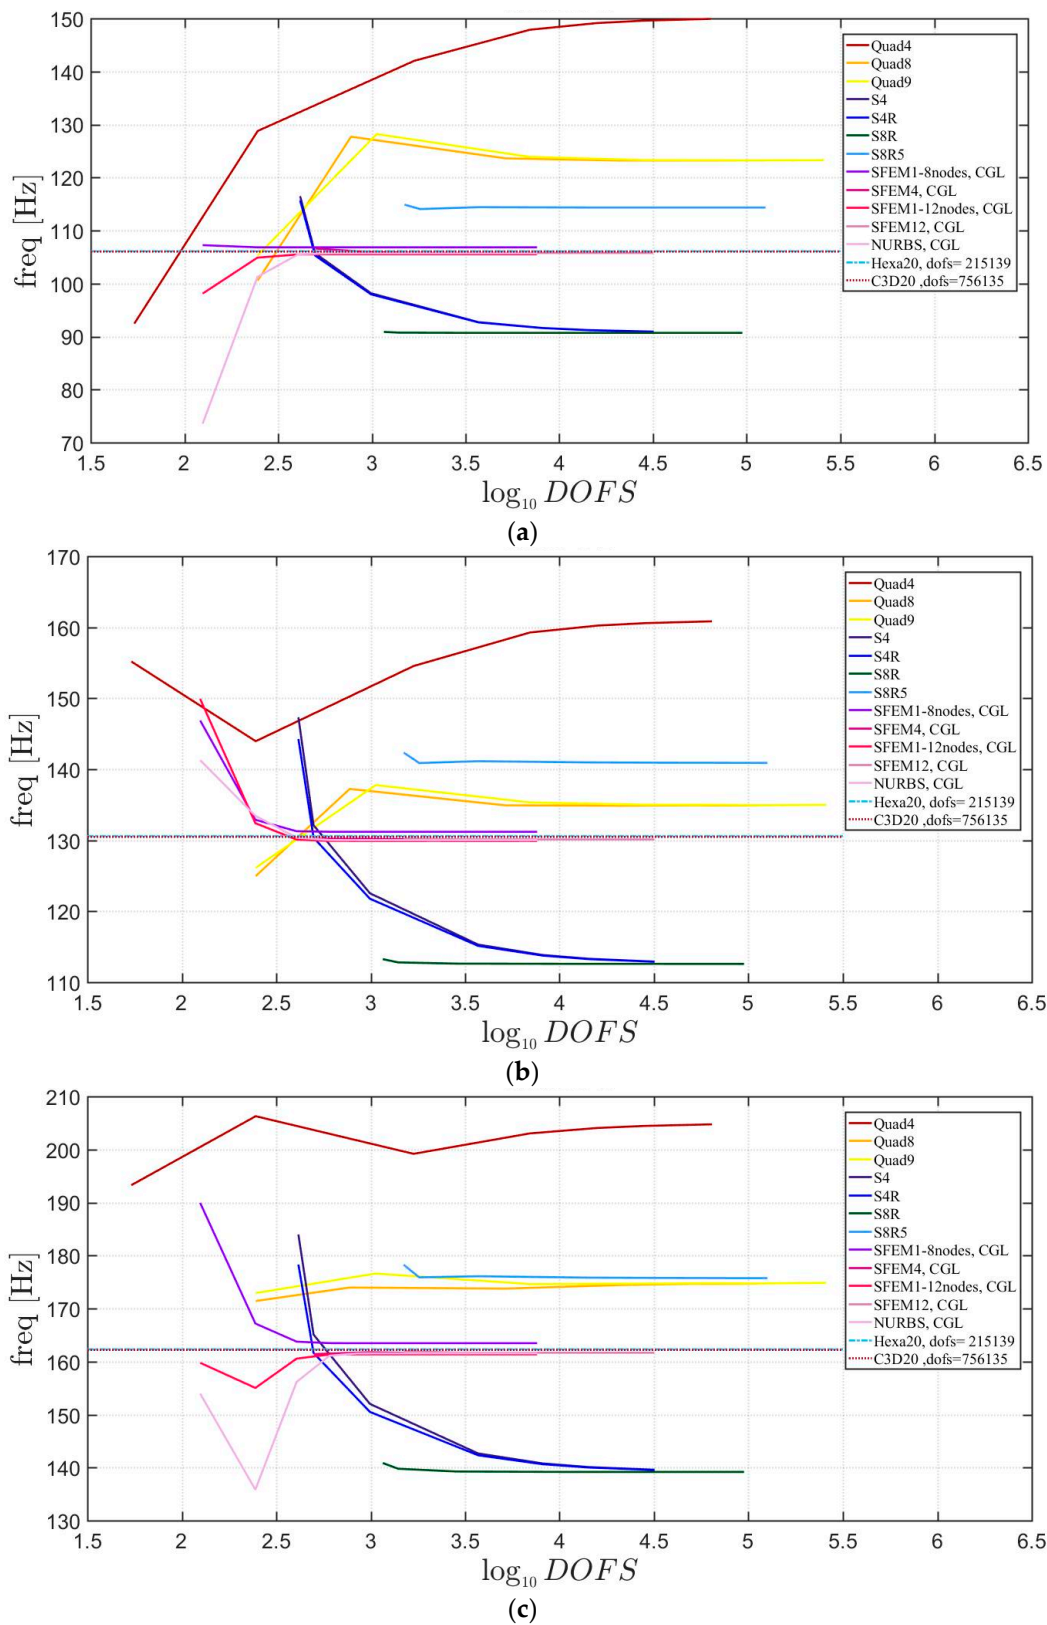 150
140
130
120
110
100
90
80
70
freq [Hz]
Quad4
Quad8
Quad9
S4
S4R
S8R
S8R5
SFEM1-8nodes, CGL
SFEM4, CGL
SFEM1-12nodes, CGL
SFEM12, CGL
NURBS, CGL
Hexa20, dofs= 215139
C3D20 ,dofs=756135
1.5 2 2.5 3 3.5 4 4.5 5 5.5 6 6.5
log10 DOFS
(a)
170
160
150
140
130
120
110
freq [Hz]
Quad4
Quad8
Quad9
S4
S4R
S8R
S8R5
SFEM1-8nodes, CGL
SFEM4, CGL
SFEM1-12nodes, CGL
SFEM12, CGL
NURBS, CGL
Hexa20, dofs= 215139
C3D20 ,dofs=756135
1.5 2 2.5 3 3.5 4 4.5 5 5.5 6 6.5
log10 DOFS
(b)
210
200
190
180
170
160
150
140
130
freq [Hz]
Quad4
Quad8
Quad9
S4
S4R
S8R
S8R5
SFEM1-8nodes, CGL
SFEM4, CGL
SFEM1-12nodes, CGL
SFEM12, CGL
NURBS, CGL
Hexa20, dofs= 215139
C3D20 ,dofs=756135
1.5 2 2.5 3 3.5 4 4.5 5 5.5 6 6.5
log10 DOFS
(c)